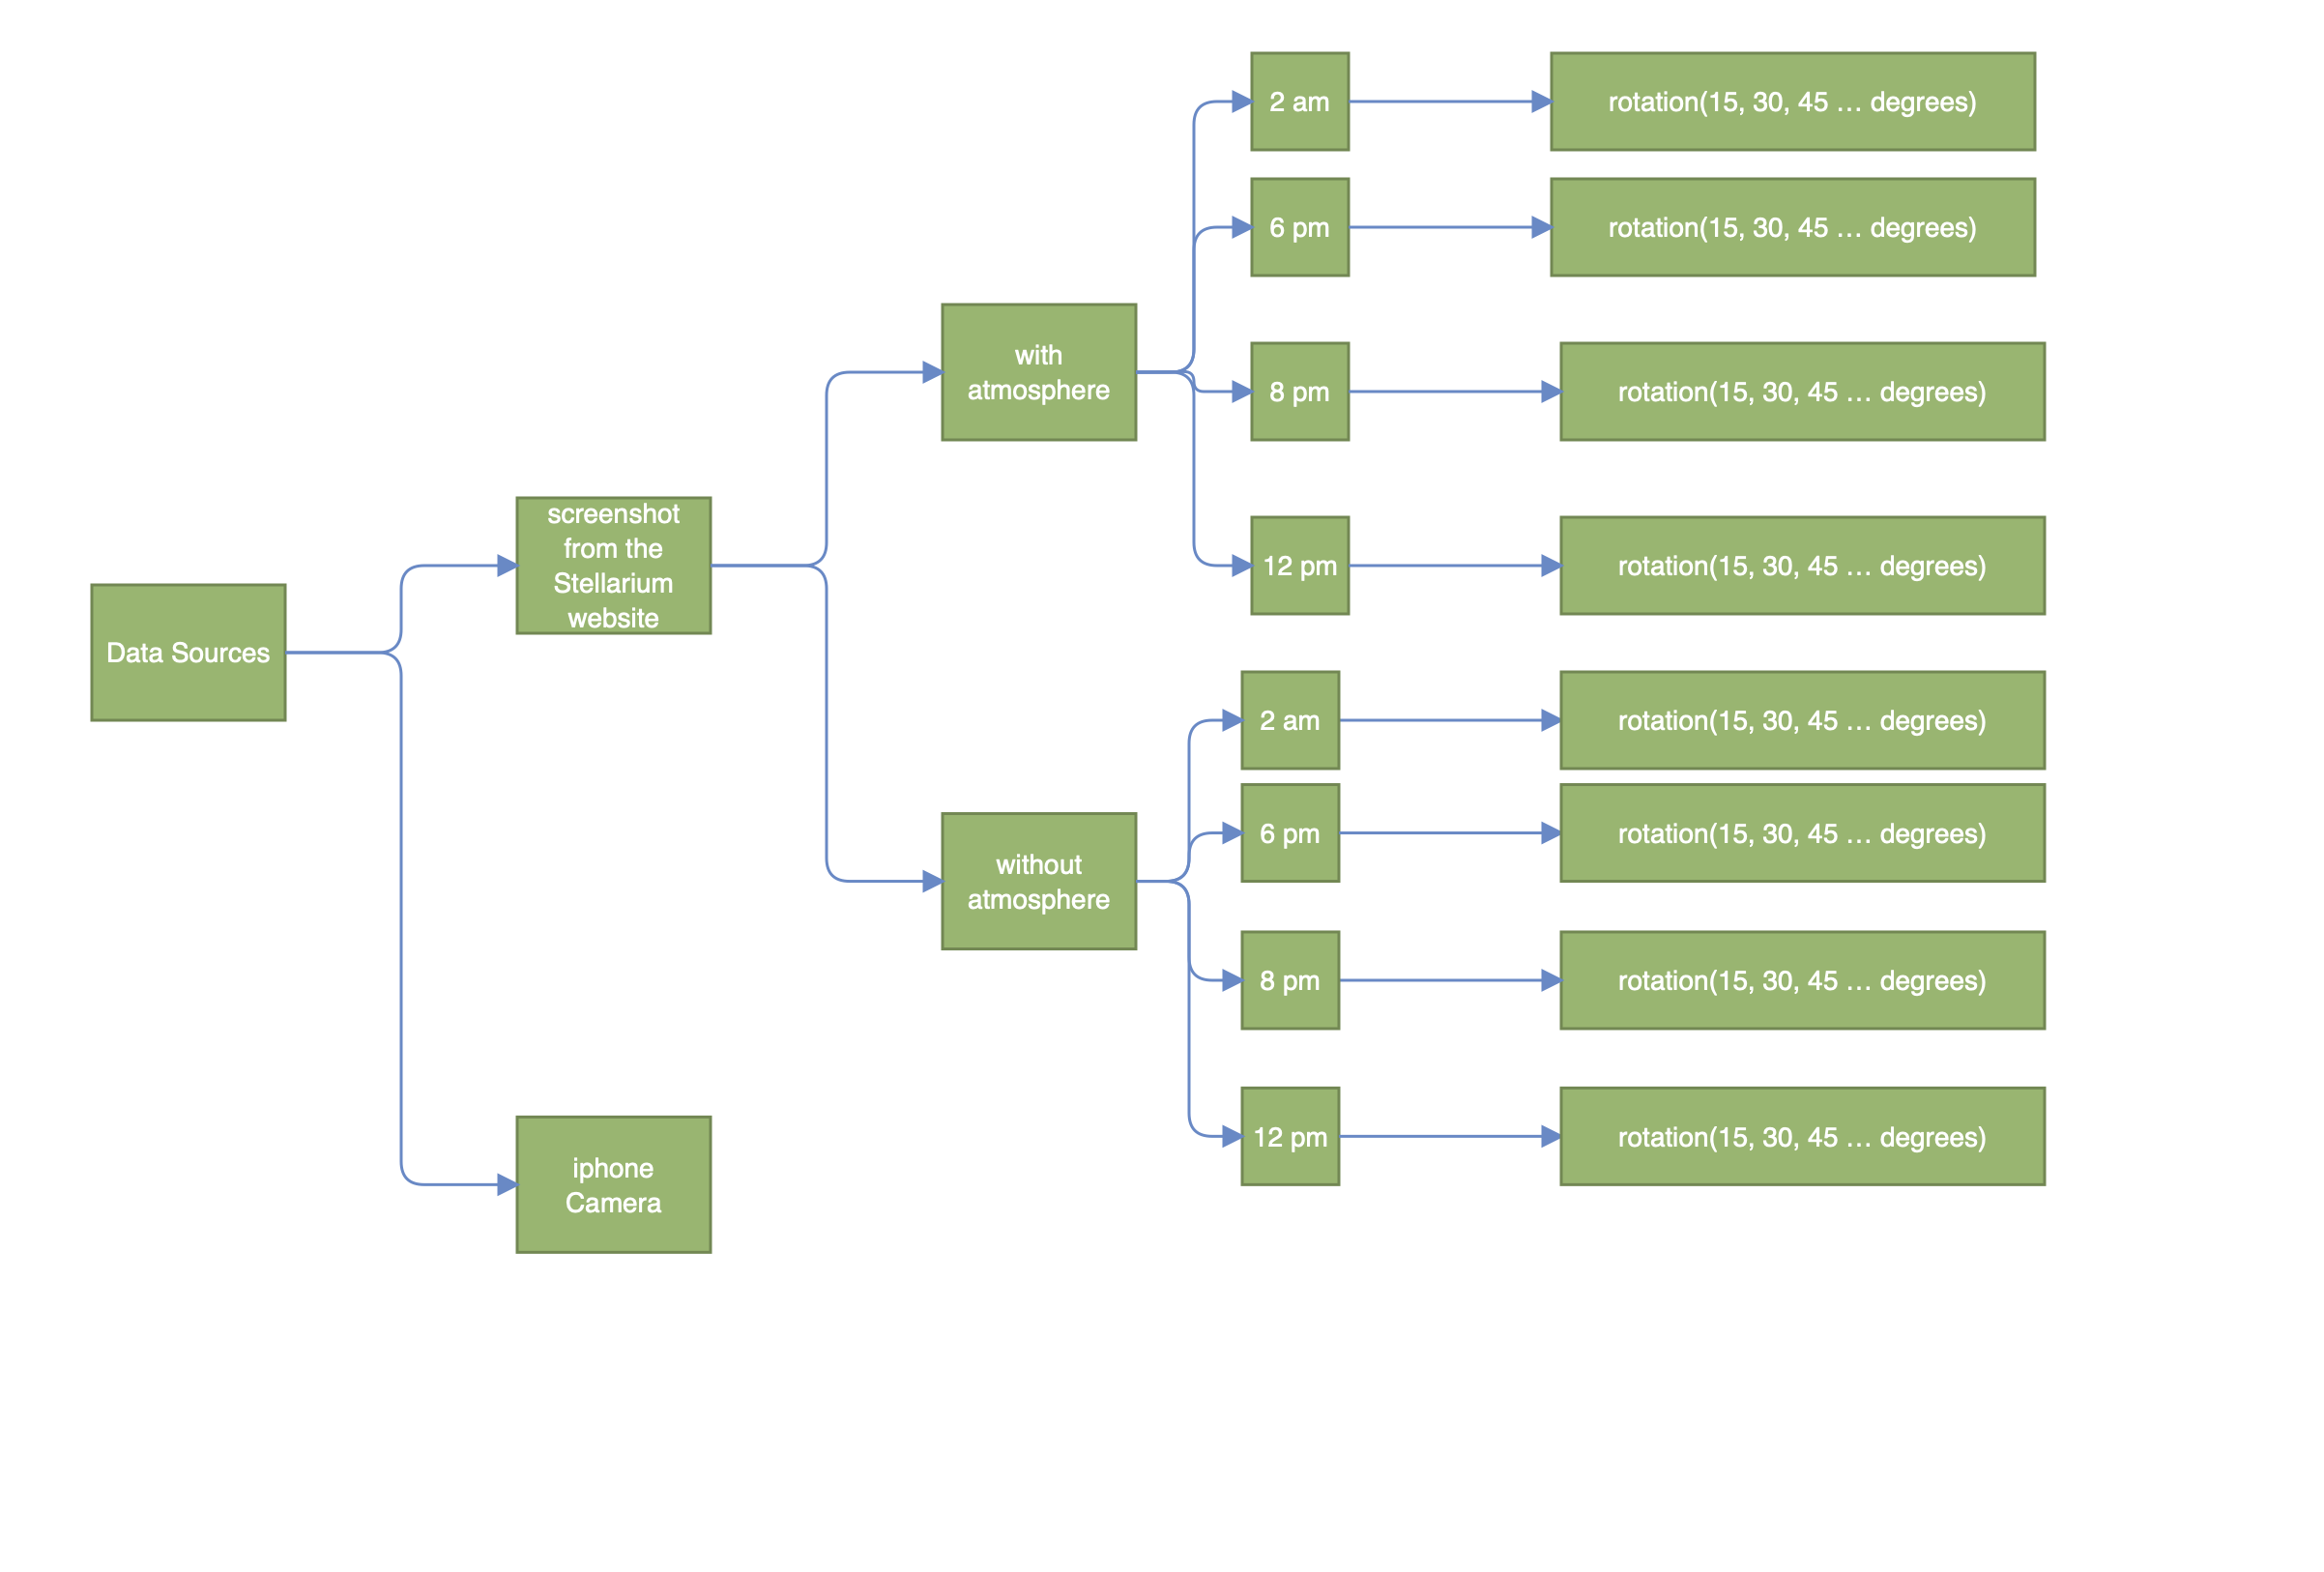 Data Sources
screenshot
from the
Stellarium
website
iphone
Camera
with
atmosphere
without
atmosphere
2 am
rotation(15, 30, 45 ... degrees)
6 pm
rotation(15, 30, 45 ... degrees)
8 pm
rotation(15, 30, 45 ... degrees)
12 pm
rotation(15, 30, 45 ... degrees)
2 am
rotation(15, 30, 45 ... degrees)
6 pm
rotation(15, 30, 45 ... degrees)
8 pm
rotation(15, 30, 45 ... degrees)
12 pm
rotation(15, 30, 45 ... degrees)